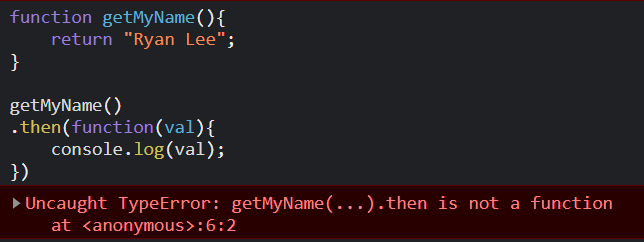 function getMyName(){
    return "Ryan Lee";
}

getMyName()
.then(function(val){
    console.log(val);
})
Uncaught TypeError: getMyName(...).then is not a function
    at <anonymous>:6:2